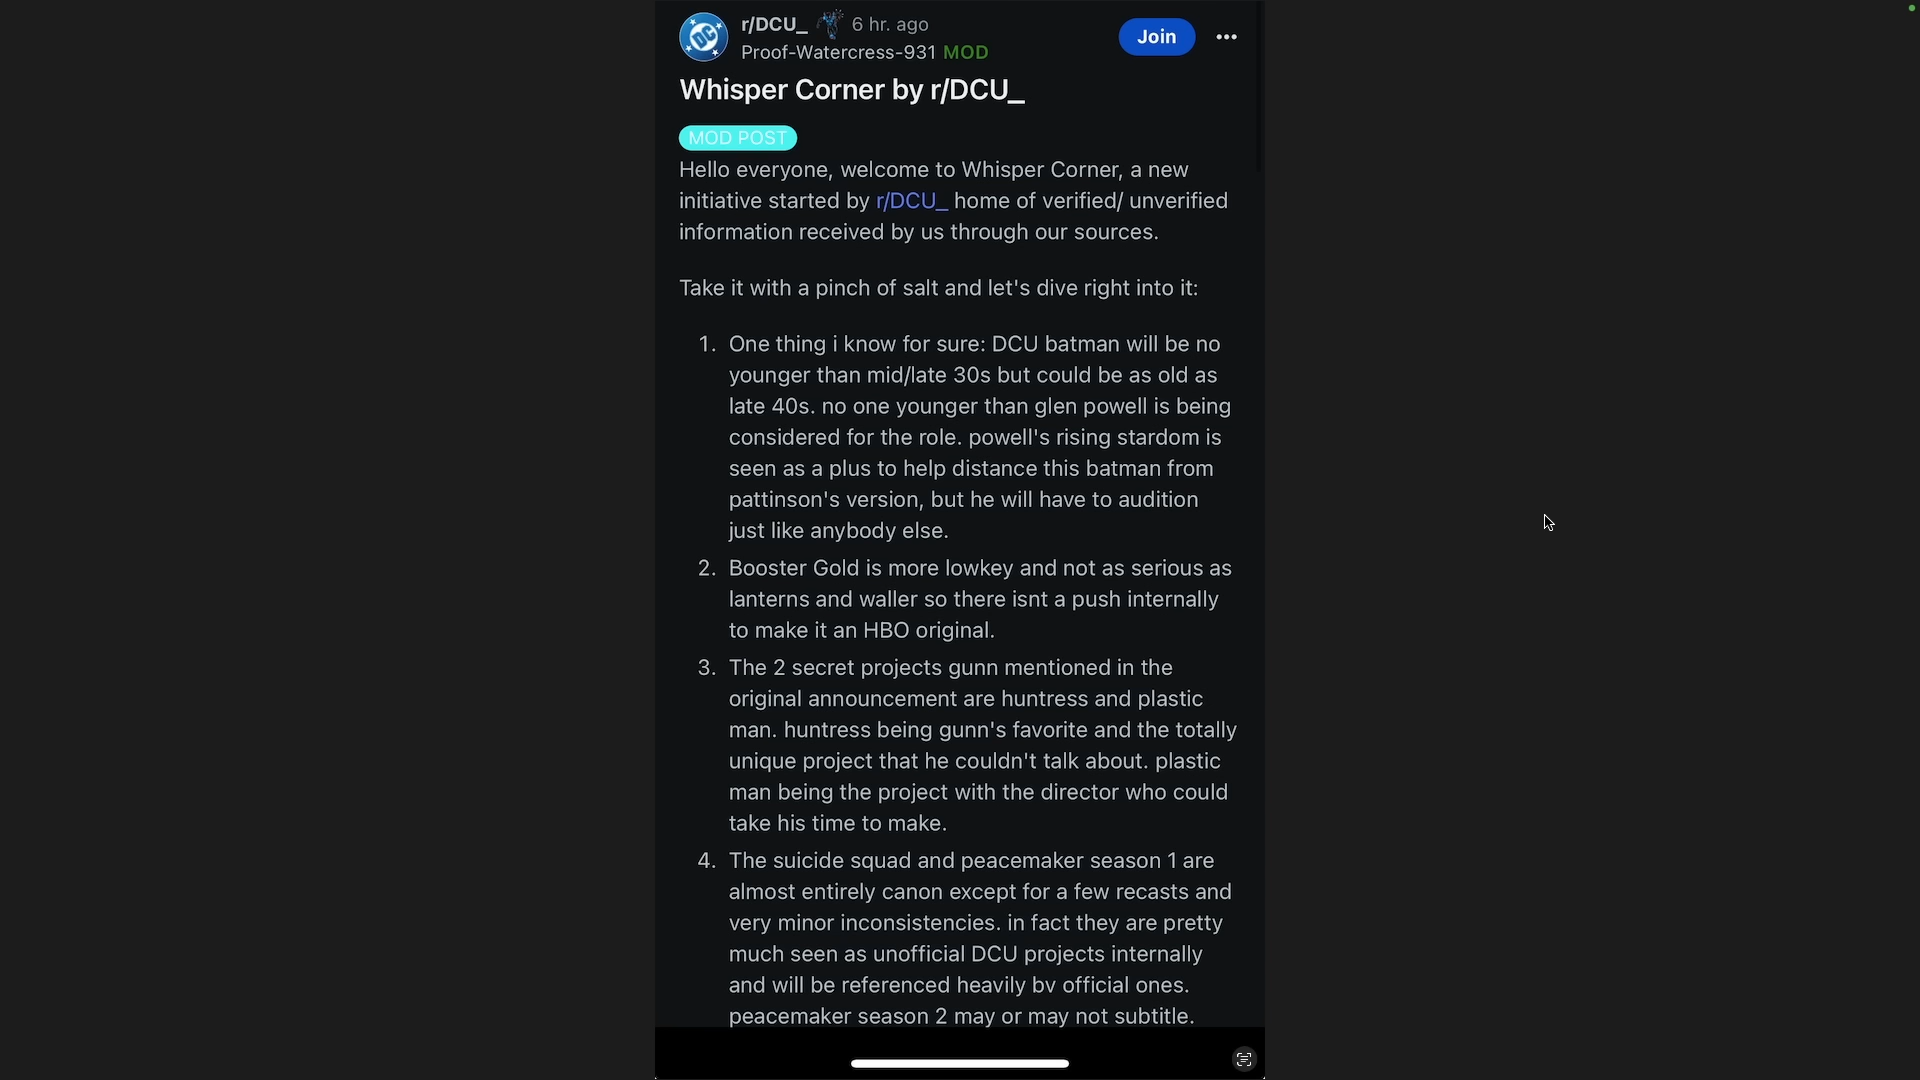 r/DCU_ 6 hr. ago
Proof-Watercress-931 MOD
Join
Whisper Corner by r/DCU_
MOD POST
Hello everyone, welcome to Whisper Corner, a new
initiative started by r/DCU_ home of verified/ unverified
information received by us through our sources.
Take it with a pinch of salt and let's dive right into it:
1. One thing i know for sure: DCU batman will be no
younger than mid/late 30s but could be as old as
late 40s. no one younger than glen powell is being
considered for the role. powell's rising stardom is
seen as a plus to help distance this batman from
pattinson's version, but he will have to audition
just like anybody else.
2. Booster Gold is more lowkey and not as serious as
lanterns and waller so there isnt a push internally
to make it an HBO original.
3. The 2 secret projects gunn mentioned in the
original announcement are huntress and plastic
man. huntress being gunn's favorite and the totally
unique project that he couldn't talk about. plastic
man being the project with the director who could
take his time to make.
4. The suicide squad and peacemaker season 1 are
almost entirely canon except for a few recasts and
very minor inconsistencies. in fact they are pretty
much seen as unofficial DCU projects internally
and will be referenced heavily by official ones.
peacemaker season 2 may or may not subtitle.